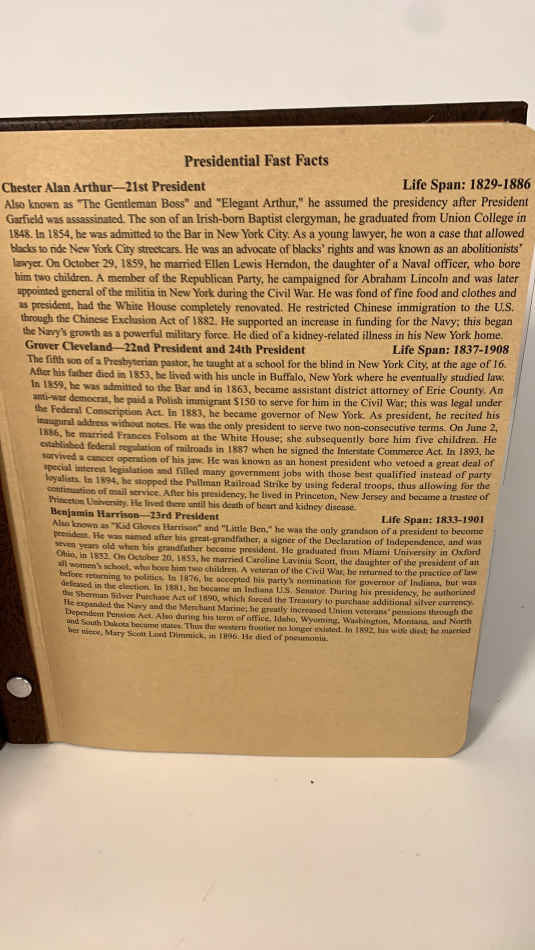 Presidential Fast Facts
Chester Alan Arthur—21st President Life Span: 1829-1886
Also known as "The Gentleman Boss" and "Elegant Arthur," he assumed the presidency after President
Garfield was assassinated. The son of an Irish-born Baptist clergyman, he graduated from Union College in
1848. In 1854, he was admitted to the Bar in New York City. As a young lawyer, he won a case that allowed
blacks to ride New York City streetcars. He was an advocate of blacks' rights and was known as an abolitionists'
lawyer. On October 29, 1859, he married Ellen Lewis Herndon, the daughter of a Naval officer, who bore
him two children. A member of the Republican Party, he campaigned for Abraham Lincoln and was later
appointed general of the militia in New York during the Civil War. He was fond of fine food and clothes and
as president, had the White House completely renovated. He restricted Chinese immigration to the U.S.
through the Chinese Exclusion Act of 1882. He supported an increase in funding for the Navy; this began
the Navy's growth as a powerful military force. He died of a kidney-related illness in his New York home.
Grover Cleveland—22nd President and 24th President Life Span: 1837-1908
The fifth son of a Presbyterian pastor, he taught at a school for the blind in New York City, at the age of 16.
After his father died in 1853, he lived with his uncle in Buffalo, New York where he eventually studied law.
In 1859, he was admitted to the Bar and in 1863, became assistant district attorney of Erie County. An
anti-war democrat, he paid a Polish immigrant $150 to serve for him in the Civil War; this was legal under
the Federal Conscription Act. In 1883, he became governor of New York. As president, he recited his
inaugural address without notes. He was the only president to serve two non-consecutive terms. On June 2,
1886, he married Frances Folsom at the White House; she subsequently bore him five children. He
established federal regulation of railroads in 1887 when he signed the Interstate Commerce Act. In 1893, he
survived a cancer operation of his jaw. He was known as an honest president who vetoed a great deal of
special interest legislation and filled many government jobs with those best qualified instead of party
loyalists. In 1894, he stopped the Pullman Railroad Strike by using federal troops, thus allowing for the
continuation of mail service. After his presidency, he lived in Princeton, New Jersey and became a trustee of
Princeton University. He lived there until his death of heart and kidney disease.
Benjamin Harrison—23rd President Life Span: 1833-1901
Also known as "Kid Gloves Harrison" and "Little Ben," he was the only grandson of a president to become
president. He was named after his great-grandfather, a signer of the Declaration of Independence, and was
seven years old when his grandfather became president. He graduated from Miami University in Oxford
Ohio, in 1852. On October 20, 1853, he married Caroline Lavinia Scott, the daughter of the president of an
all women's school, who bore him two children. A veteran of the Civil War, he returned to the practice of law
before returning to politics. In 1876, he accepted his party's nomination for governor of Indiana, but was
defeated in the election. In 1881, he became an Indiana U.S. Senator. During his presidency, he authorized
the Sherman Silver Purchase Act of 1890, which forced the Treasury to purchase additional silver currency.
He expanded the Navy and the Merchant Marine; he greatly increased Union veterans' pensions through the
Dependent Pension Act. Also during his term of office, Idaho, Wyoming, Washington, Montana, and North
and South Dakota became states. Thus the western frontier no longer existed. In 1892, his wife died; he married
her niece, Mary Scott Lord Dimmick, in 1896. He died of pneumonia.